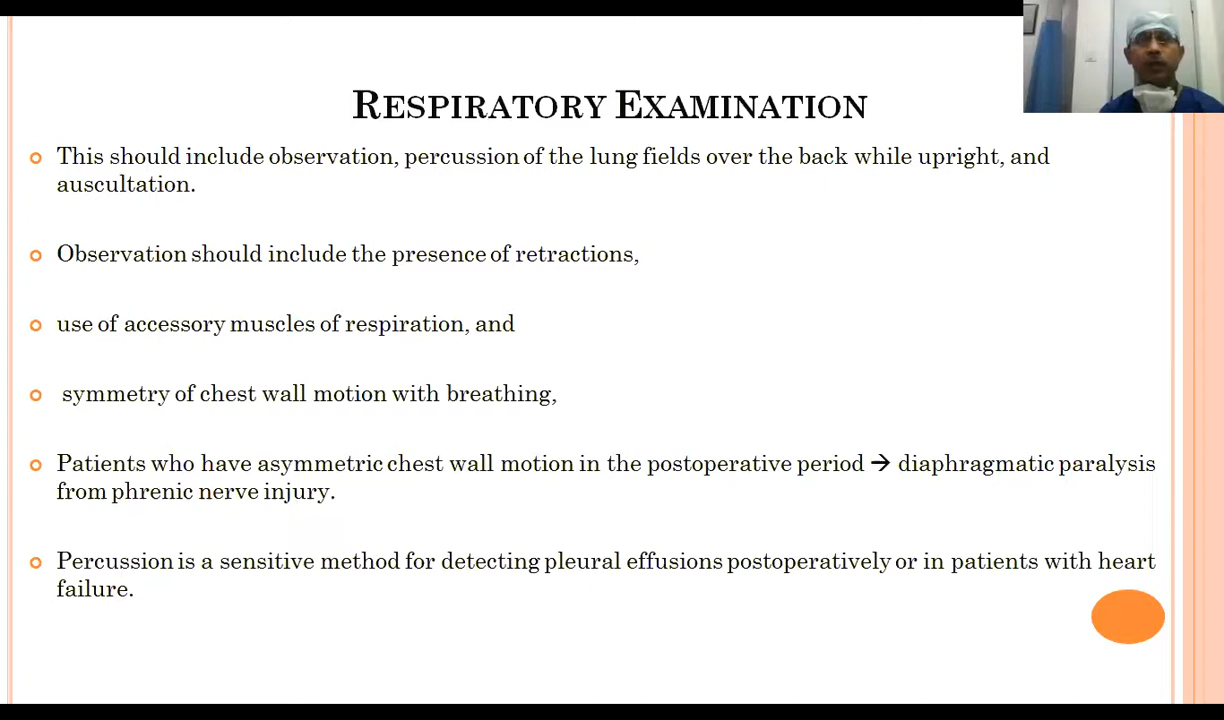 RESPIRATORY EXAMINATION
This should include observation, percussion of the lung fields over the back while upright, and
auscultation.
Observation should include the presence of retractions,
use of accessory muscles of respiration, and
symmetry of chest wall motion with breathing,
Patients who have asymmetric chest wall motion in the postoperative period → diaphragmatic paralysis
from phrenic nerve injury.
Percussion is a sensitive method for detecting pleural effusions postoperatively or in patients with heart
failure.